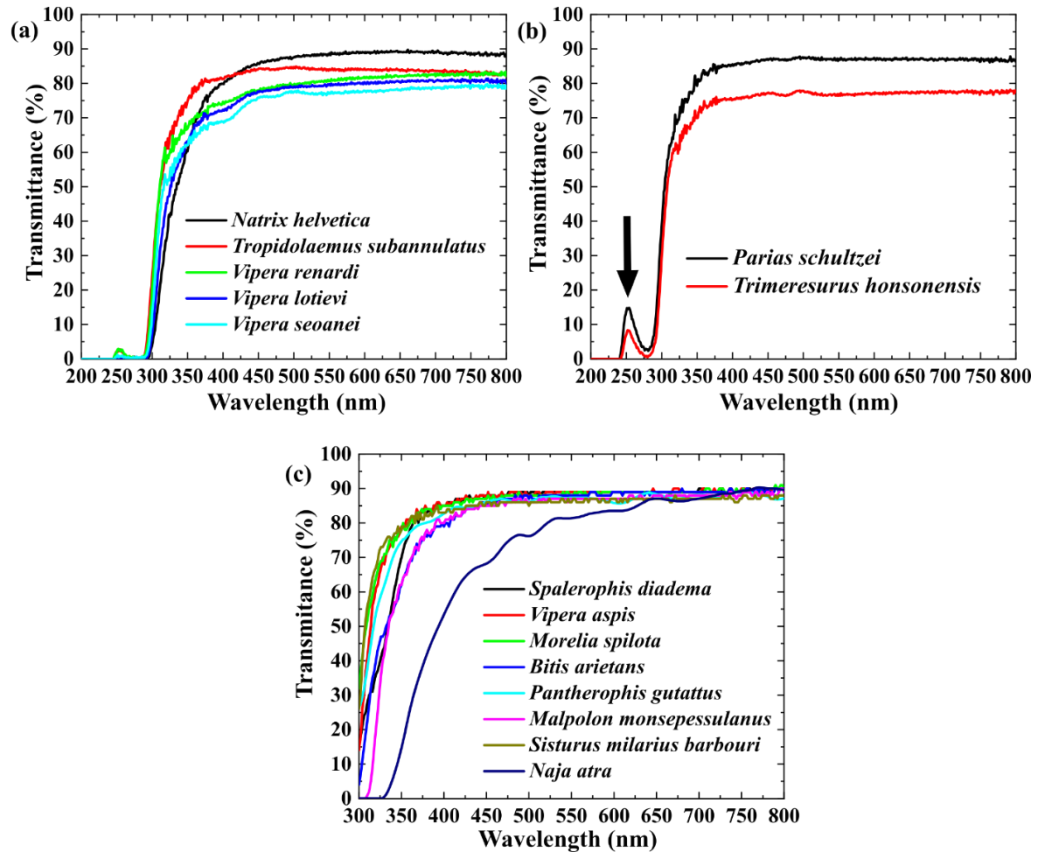 (a)
100
90
80
70
60
50
40
30
20
10
0
Transmittance (%)
Natrix helvetica
Tropidolaemus subannulatus
Vipera renardi
Vipera lotievi
Vipera seoanei
200 250 300 350 400 450 500 550 600 650 700 750 800
Wavelength (nm)
(b)
100
90
80
70
60
50
40
30
20
10
0
Transmittance (%)
Parias schultzei
Trimeresurus honsonensis
200 250 300 350 400 450 500 550 600 650 700 750 800
Wavelength (nm)
(c)
100
90
80
70
60
50
40
30
20
10
0
Transmitance (%)
Spalerophis diadema
Vipera aspis
Morelia spilota
Bitis arietans
Pantherophis gutattus
Malpolon monsepessulanus
Sisturus milarius barbouri
Naja atra
300 350 400 450 500 550 600 650 700 750 800
Wavelength (nm)